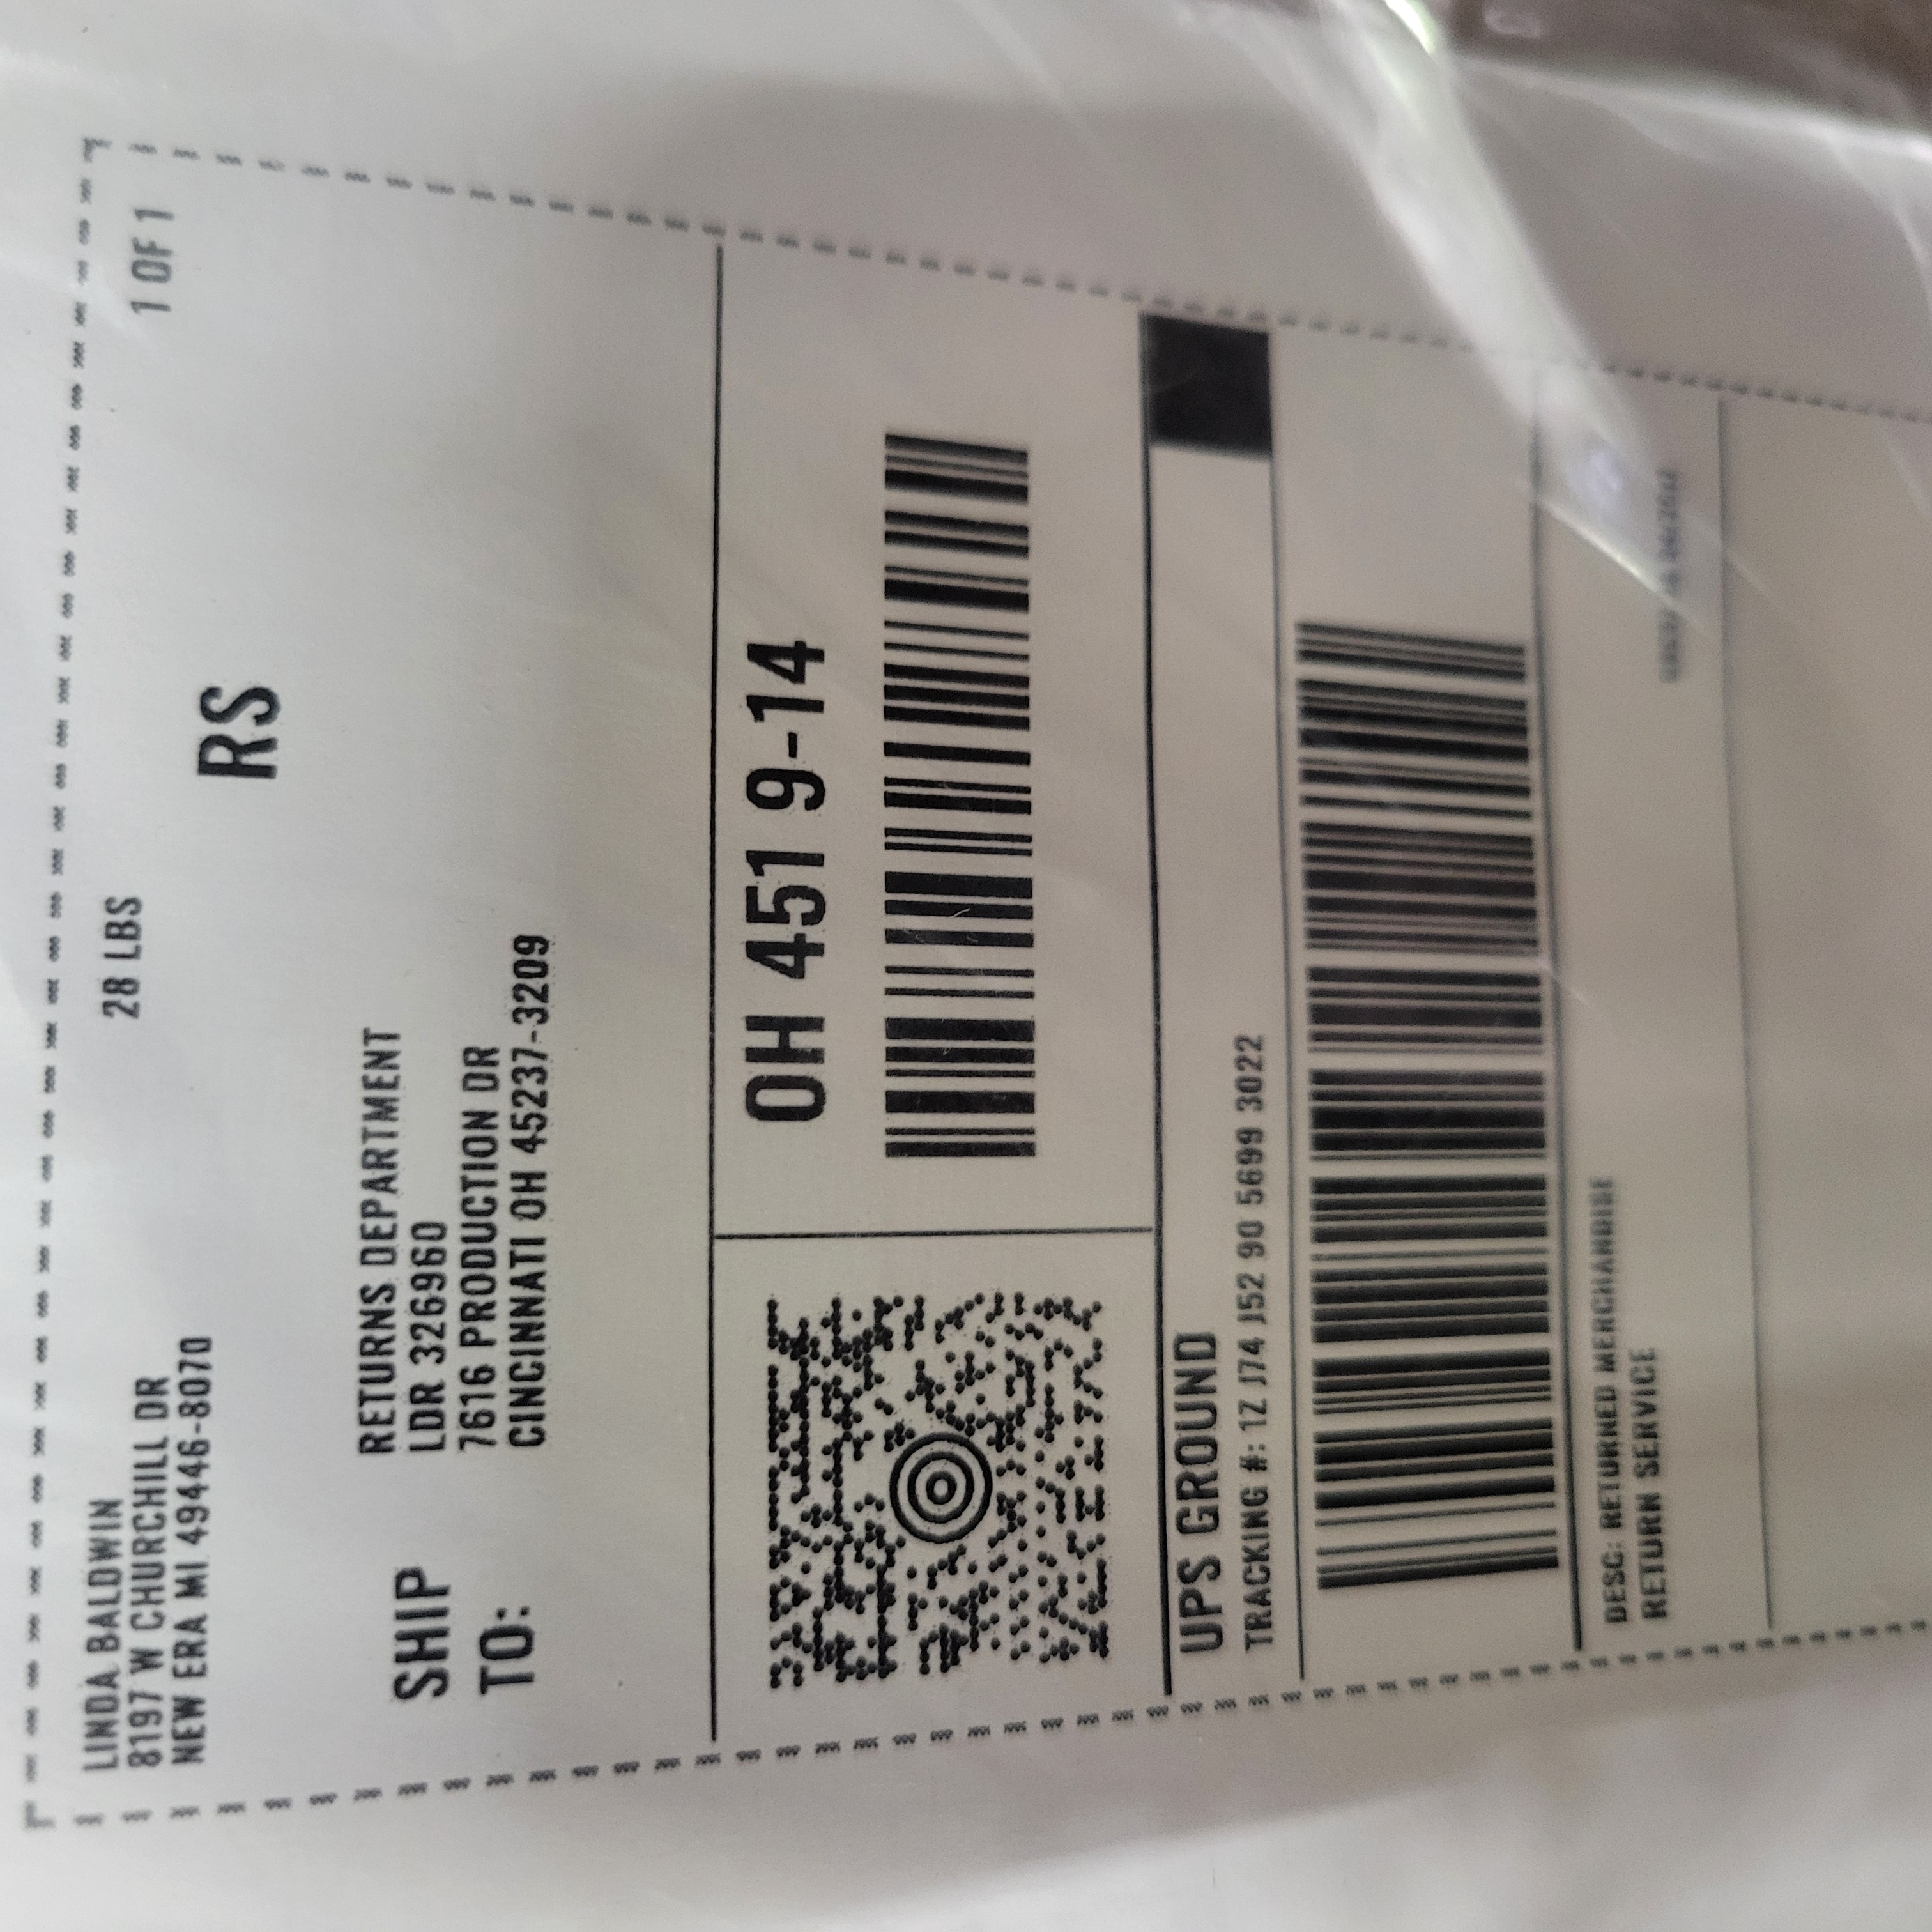 LINDA BALDWIN
8197 W CHURCHILL DR
NEW ERA MI 49446-8070
28 LBS
1 OF 1
RS
SHIP
TO:
RETURNS DEPARTMENT
LDR 326960
7616 PRODUCTION DR
CINCINNATI OH 45237-3209
OH 451 9-14
UPS GROUND
TRACKING #: 1Z J74 J52 90 5699 3022
DESC: RETURNED MERCHANDISE
RETURN SERVICE